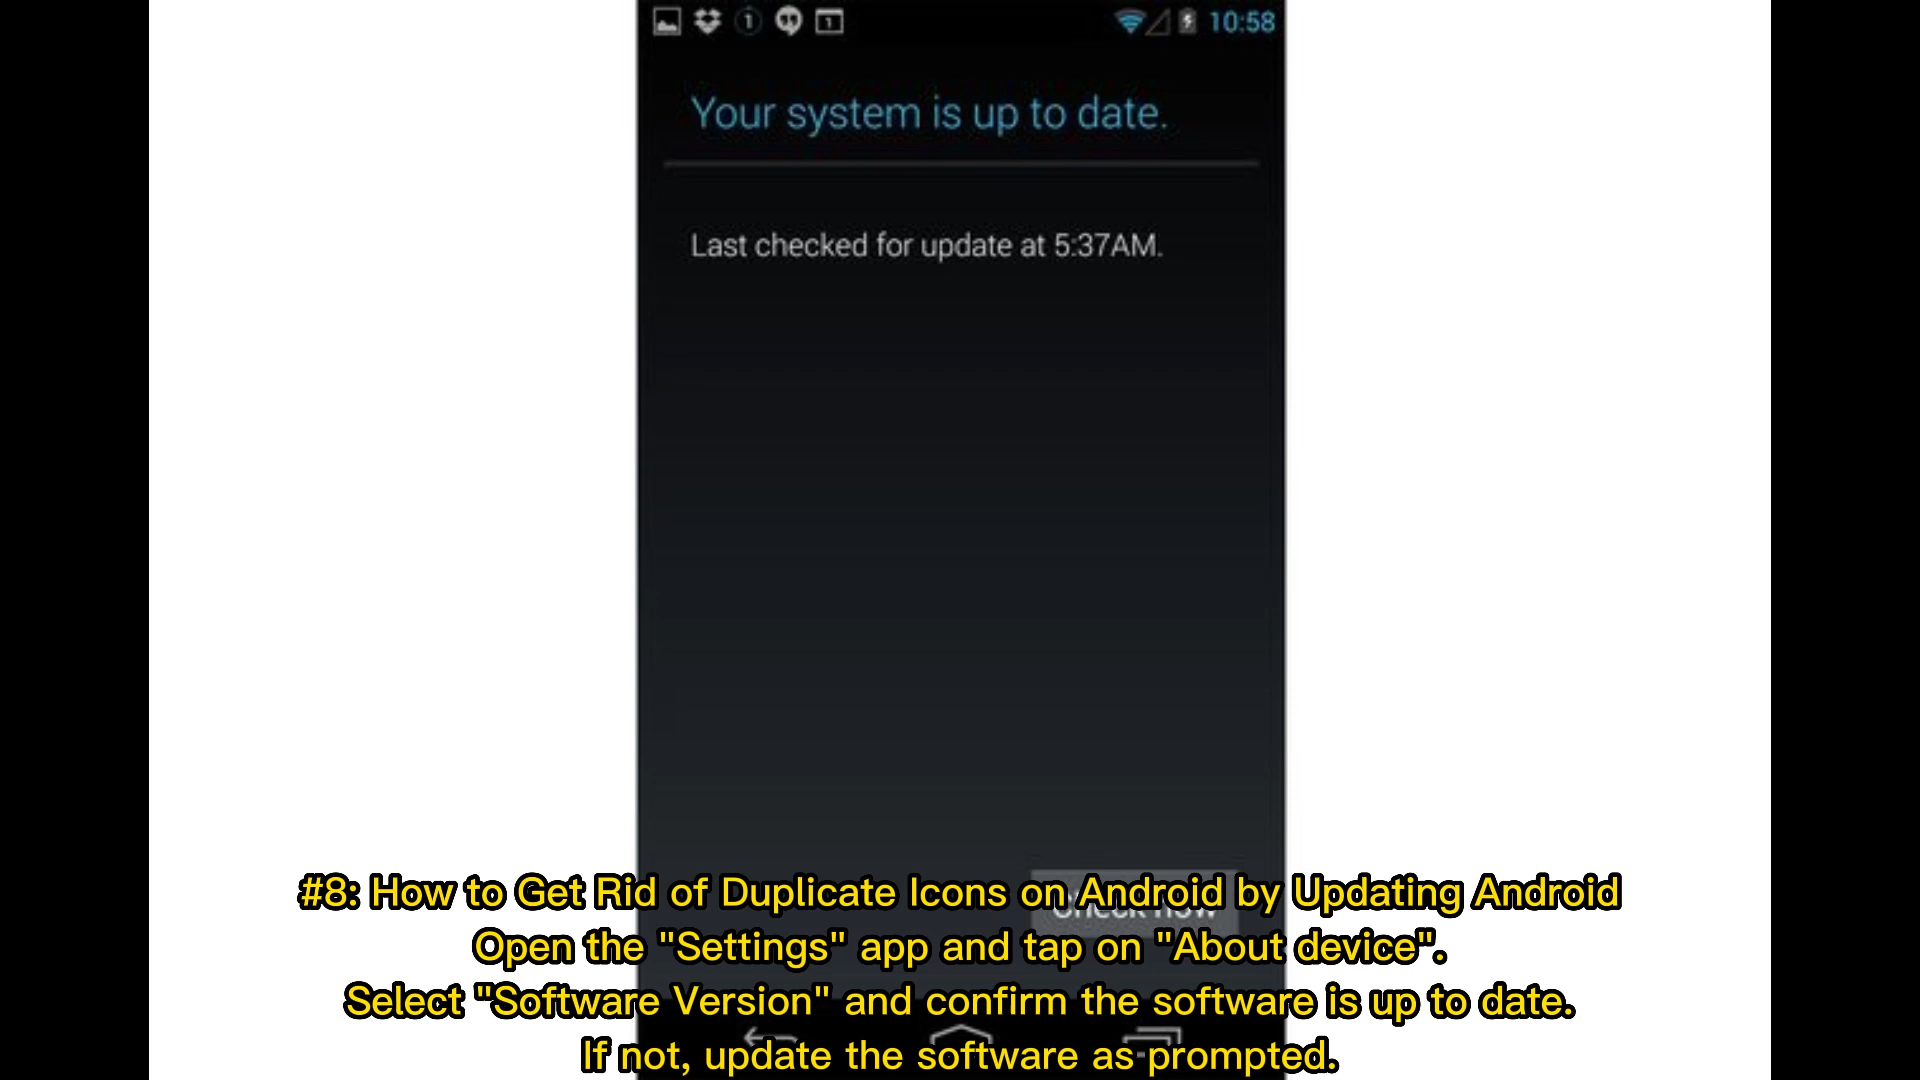 10:58
Your system is up to date.
Last checked for update at 5:37AM.
Check now
#8: How to Get Rid of Duplicate Icons on Android by Updating Android
Open the "Settings" app and tap on "About device".
Select "Software Version" and confirm the software is up to date.
If not, update the software as prompted.